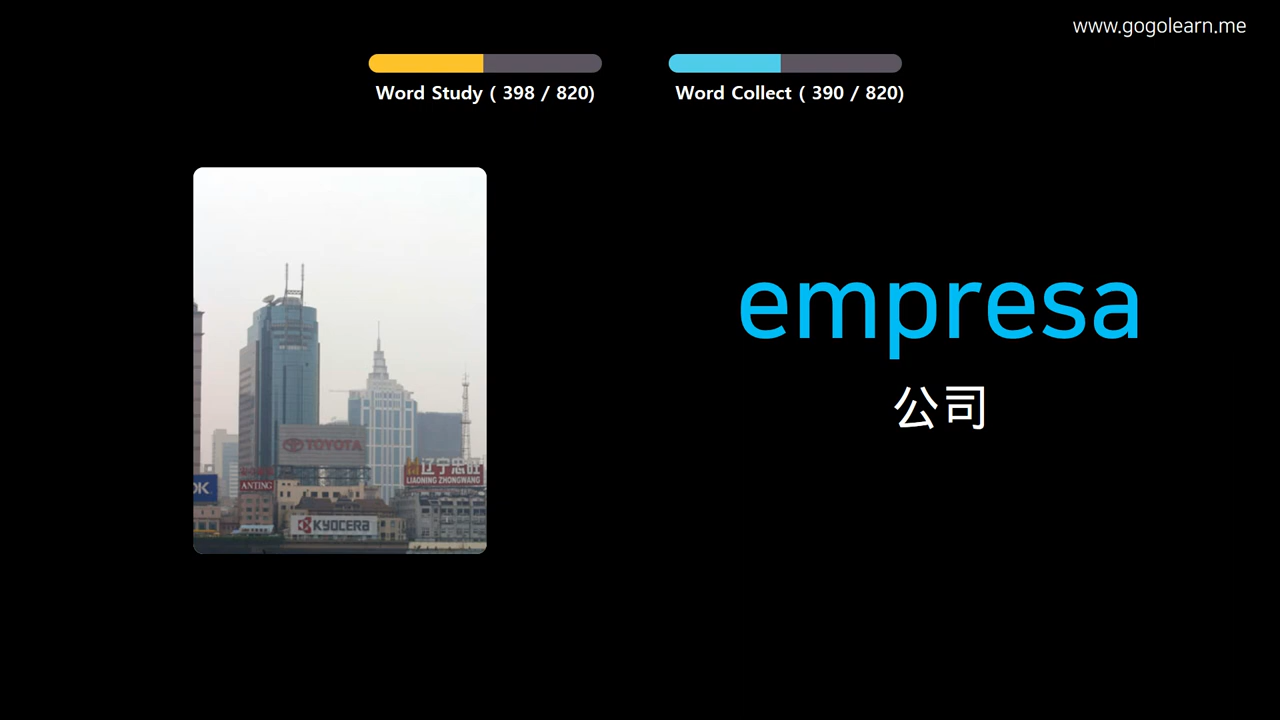 www.gogolearn.me
Word Study ( 398 / 820)
Word Collect ( 390 / 820)
empresa
公司
TOYOTA
辽宁忠旺
LIAONING ZHONGWANG
ANTING
OK
KYOCERA